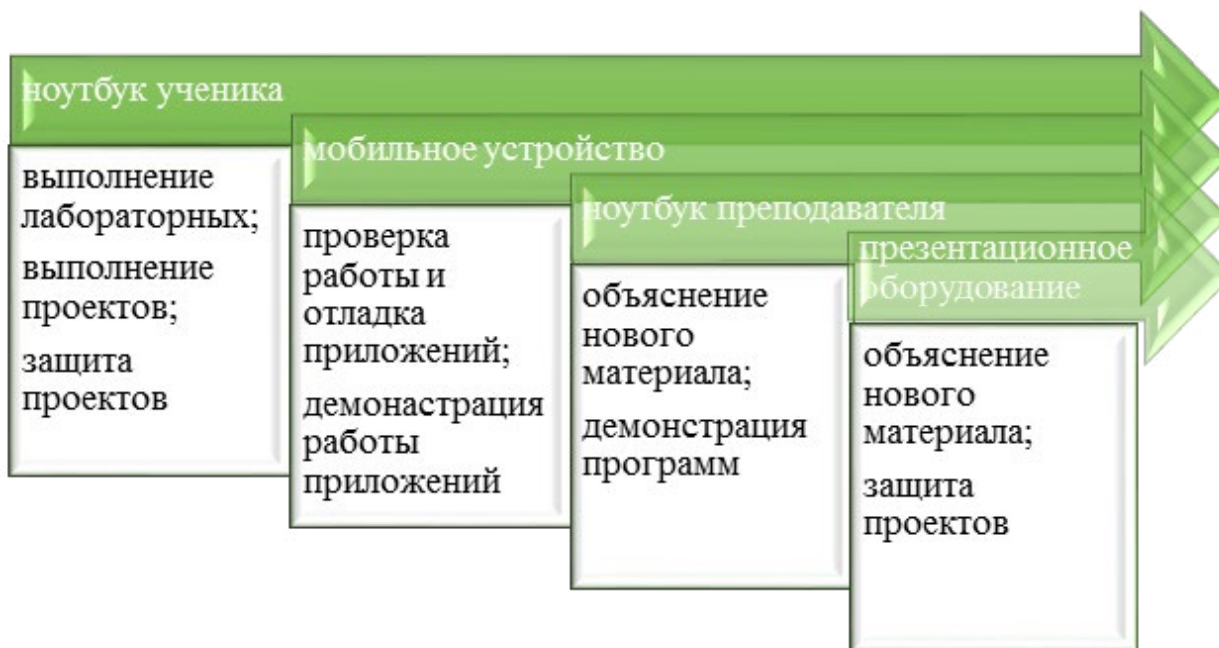 ноутбук ученика
выполнение
лабораторных;
выполнение
проектов;
защита
проектов
мобильное устройство
проверка
работы и
отладка
приложений;
демонастрация
работы
приложений
ноутбук преподавателя
объяснение
нового
материала;
демонстрация
программ
презентационное
оборудование
объяснение
нового
материала;
защита
проектов